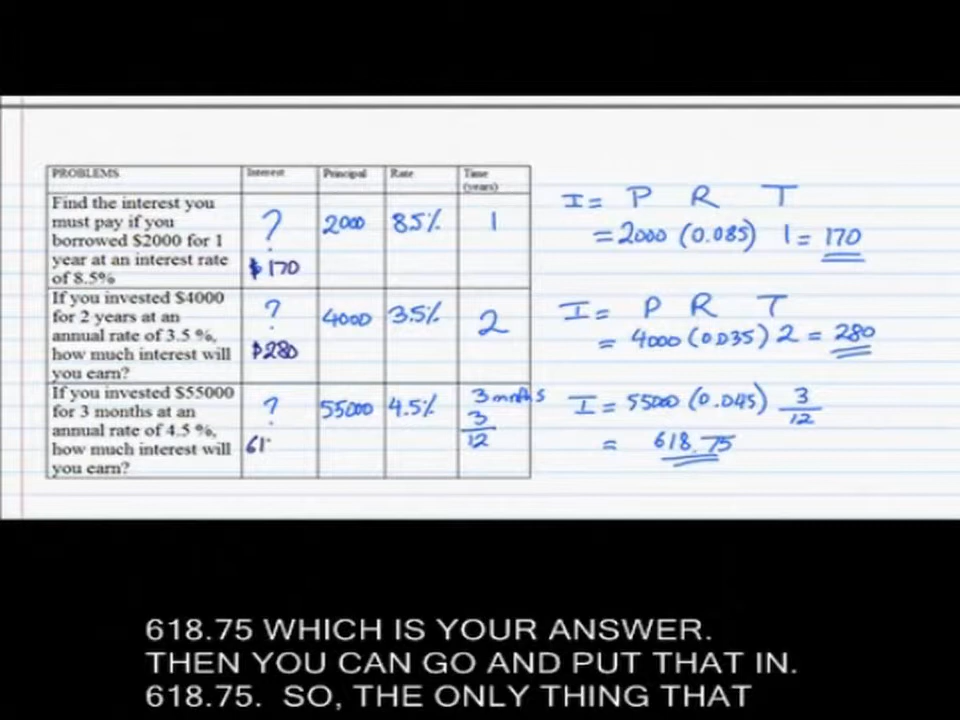 PROBLEMS Interest Principal Rate Time (years)
Find the interest you must pay if you borrowed $2000 for 1 year at an interest rate of 8.5%
?
$170
2000
8.5%
1
If you invested $4000 for 2 years at an annual rate of 3.5 %, how much interest will you earn?
?
$280
4000
3.5%
2
If you invested $55000 for 3 months at an annual rate of 4.5 %, how much interest will you earn?
?
61
55000
4.5%
3 months
3
12
I = P R T
= 2000 (0.085) 1 = 170
I = P R T
= 4000 (0.035) 2 = 280
I = 55000 (0.045) 3
12
= 618.75
618.75 WHICH IS YOUR ANSWER.
THEN YOU CAN GO AND PUT THAT IN.
618.75. SO, THE ONLY THING THAT